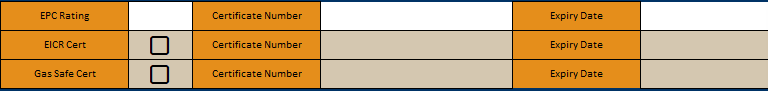 EPC Rating Certificate Number Expiry Date
EICR Cert Certificate Number Expiry Date
Gas Safe Cert Certificate Number Expiry Date